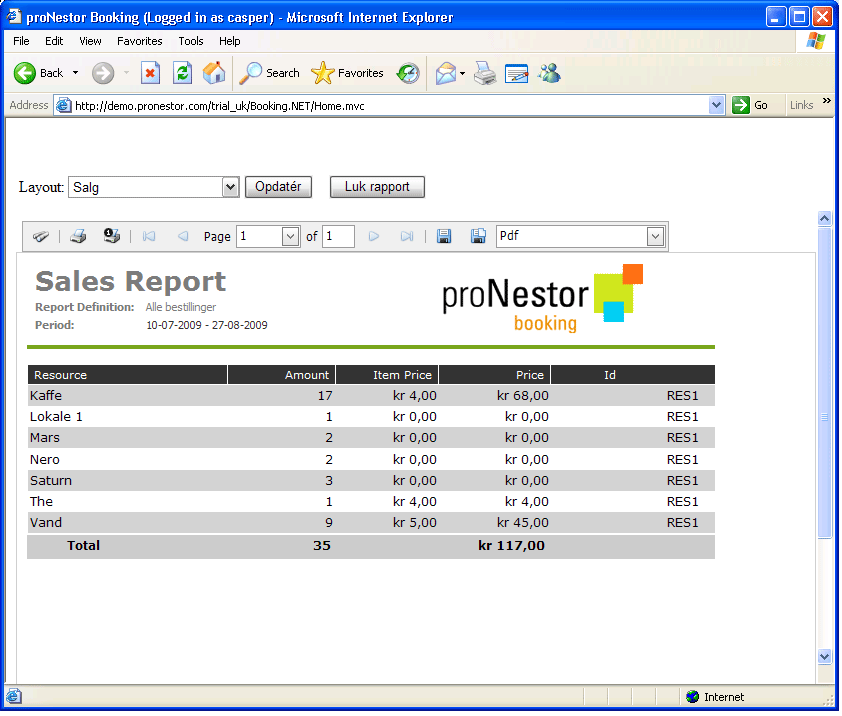 proNestor Booking (Logged in as casper) - Microsoft Internet Explorer
File Edit View Favorites Tools Help
Back Search Favorites
Address http://demo.pronestor.com/trial_uk/Booking.NET/Home.mvc Go Links »
Layout: Salg Opdatér Luk rapport
Page 1 of 1 Pdf
Sales Report
Report Definition: Alle bestillinger
Period: 10-07-2009 - 27-08-2009
proNestor
booking
Resource Amount Item Price Price Id
Kaffe 17 kr 4,00 kr 68,00 RES1
Lokale 1 1 kr 0,00 kr 0,00 RES1
Mars 2 kr 0,00 kr 0,00 RES1
Nero 2 kr 0,00 kr 0,00 RES1
Saturn 3 kr 0,00 kr 0,00 RES1
The 1 kr 4,00 kr 4,00 RES1
Vand 9 kr 5,00 kr 45,00 RES1
Total 35 kr 117,00
Internet